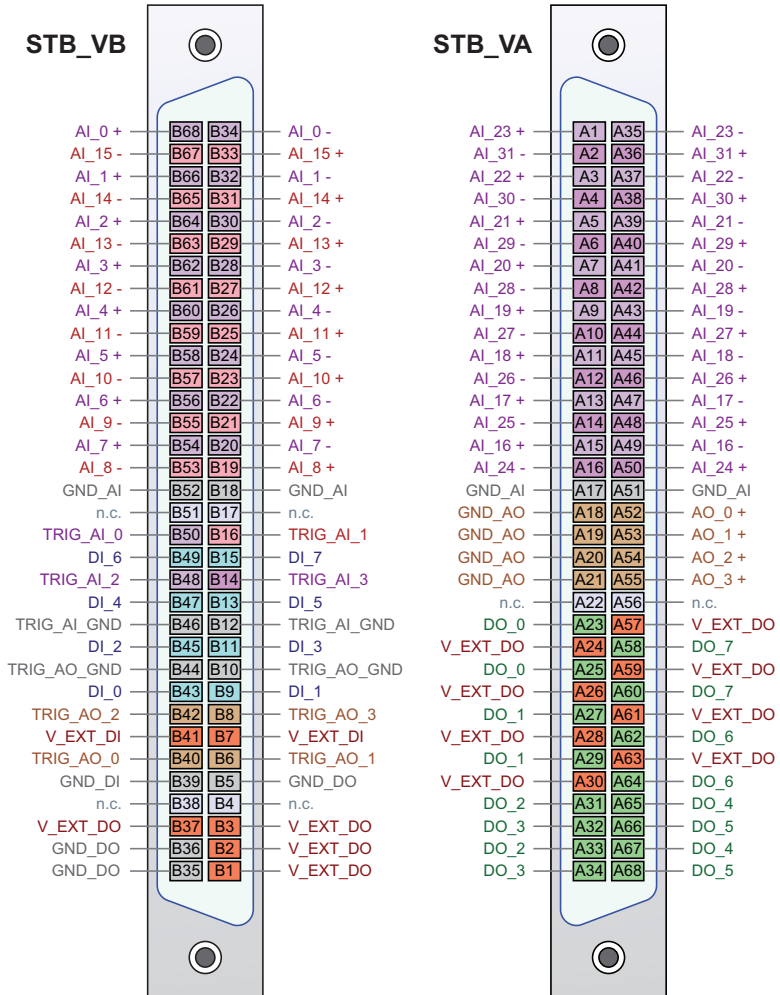 STB_VB STB_VA
AI_0 + B68 B34 AI_0 - AI_23 + A1 A35 AI_23 -
AI_15 - B67 B33 AI_15 + AI_31 - A2 A36 AI_31 +
AI_1 + B66 B32 AI_1 - AI_22 + A3 A37 AI_22 -
AI_14 - B65 B31 AI_14 + AI_30 - A4 A38 AI_30 +
AI_2 + B64 B30 AI_2 - AI_21 + A5 A39 AI_21 -
AI_13 - B63 B29 AI_13 + AI_29 - A6 A40 AI_29 +
AI_3 + B62 B28 AI_3 - AI_20 + A7 A41 AI_20 -
AI_12 - B61 B27 AI_12 + AI_28 - A8 A42 AI_28 +
AI_4 + B60 B26 AI_4 - AI_19 + A9 A43 AI_19 -
AI_11 - B59 B25 AI_11 + AI_27 - A10 A44 AI_27 +
AI_5 + B58 B24 AI_5 - AI_18 + A11 A45 AI_18 -
AI_10 - B57 B23 AI_10 + AI_26 - A12 A46 AI_26 +
AI_6 + B56 B22 AI_6 - AI_17 + A13 A47 AI_17 -
AI_9 - B55 B21 AI_9 + AI_25 - A14 A48 AI_25 +
AI_7 + B54 B20 AI_7 - AI_16 + A15 A49 AI_16 -
AI_8 - B53 B19 AI_8 + AI_24 - A16 A50 AI_24 +
GND_AI B52 B18 GND_AI GND_AI A17 A51 GND_AI
n.c. B51 B17 n.c. GND_AO A18 A52 AO_0 +
TRIG_AI_0 B50 B16 TRIG_AI_1 GND_AO A19 A53 AO_1 +
DI_6 B49 B15 DI_7 GND_AO A20 A54 AO_2 +
TRIG_AI_2 B48 B14 TRIG_AI_3 GND_AO A21 A55 AO_3 +
DI_4 B47 B13 DI_5 n.c. A22 A56 n.c.
TRIG_AI_GND B46 B12 TRIG_AI_GND DO_0 A23 A57 V_EXT_DO
DI_2 B45 B11 DI_3 V_EXT_DO A24 A58 DO_7
TRIG_AO_GND B44 B10 TRIG_AO_GND DO_0 A25 A59 V_EXT_DO
DI_0 B43 B9 DI_1 V_EXT_DO A26 A60 DO_7
TRIG_AO_2 B42 B8 TRIG_AO_3 DO_1 A27 A61 V_EXT_DO
V_EXT_DI B41 B7 V_EXT_DI V_EXT_DO A28 A62 DO_6
TRIG_AO_0 B40 B6 TRIG_AO_1 DO_1 A29 A63 V_EXT_DO
GND_DI B39 B5 GND_DO V_EXT_DO A30 A64 DO_6
n.c. B38 B4 n.c. DO_2 A31 A65 DO_4
V_EXT_DO B37 B3 V_EXT_DO DO_3 A32 A66 DO_5
GND_DO B36 B2 V_EXT_DO DO_2 A33 A67 DO_4
GND_DO B35 B1 V_EXT_DO DO_3 A34 A68 DO_5